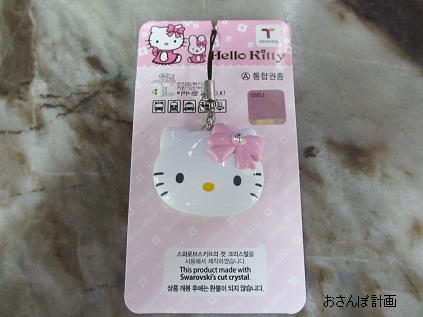 T
money
Hello Kitty
Ⓐ 통합권종
스와로브스키社의 컷 크리스털을
사용해서 제작하였습니다.
This product made with
Swarovski's cut crystal.
상품 개봉 후에는 환불이 되지 않습니다.
おさんぽ計画